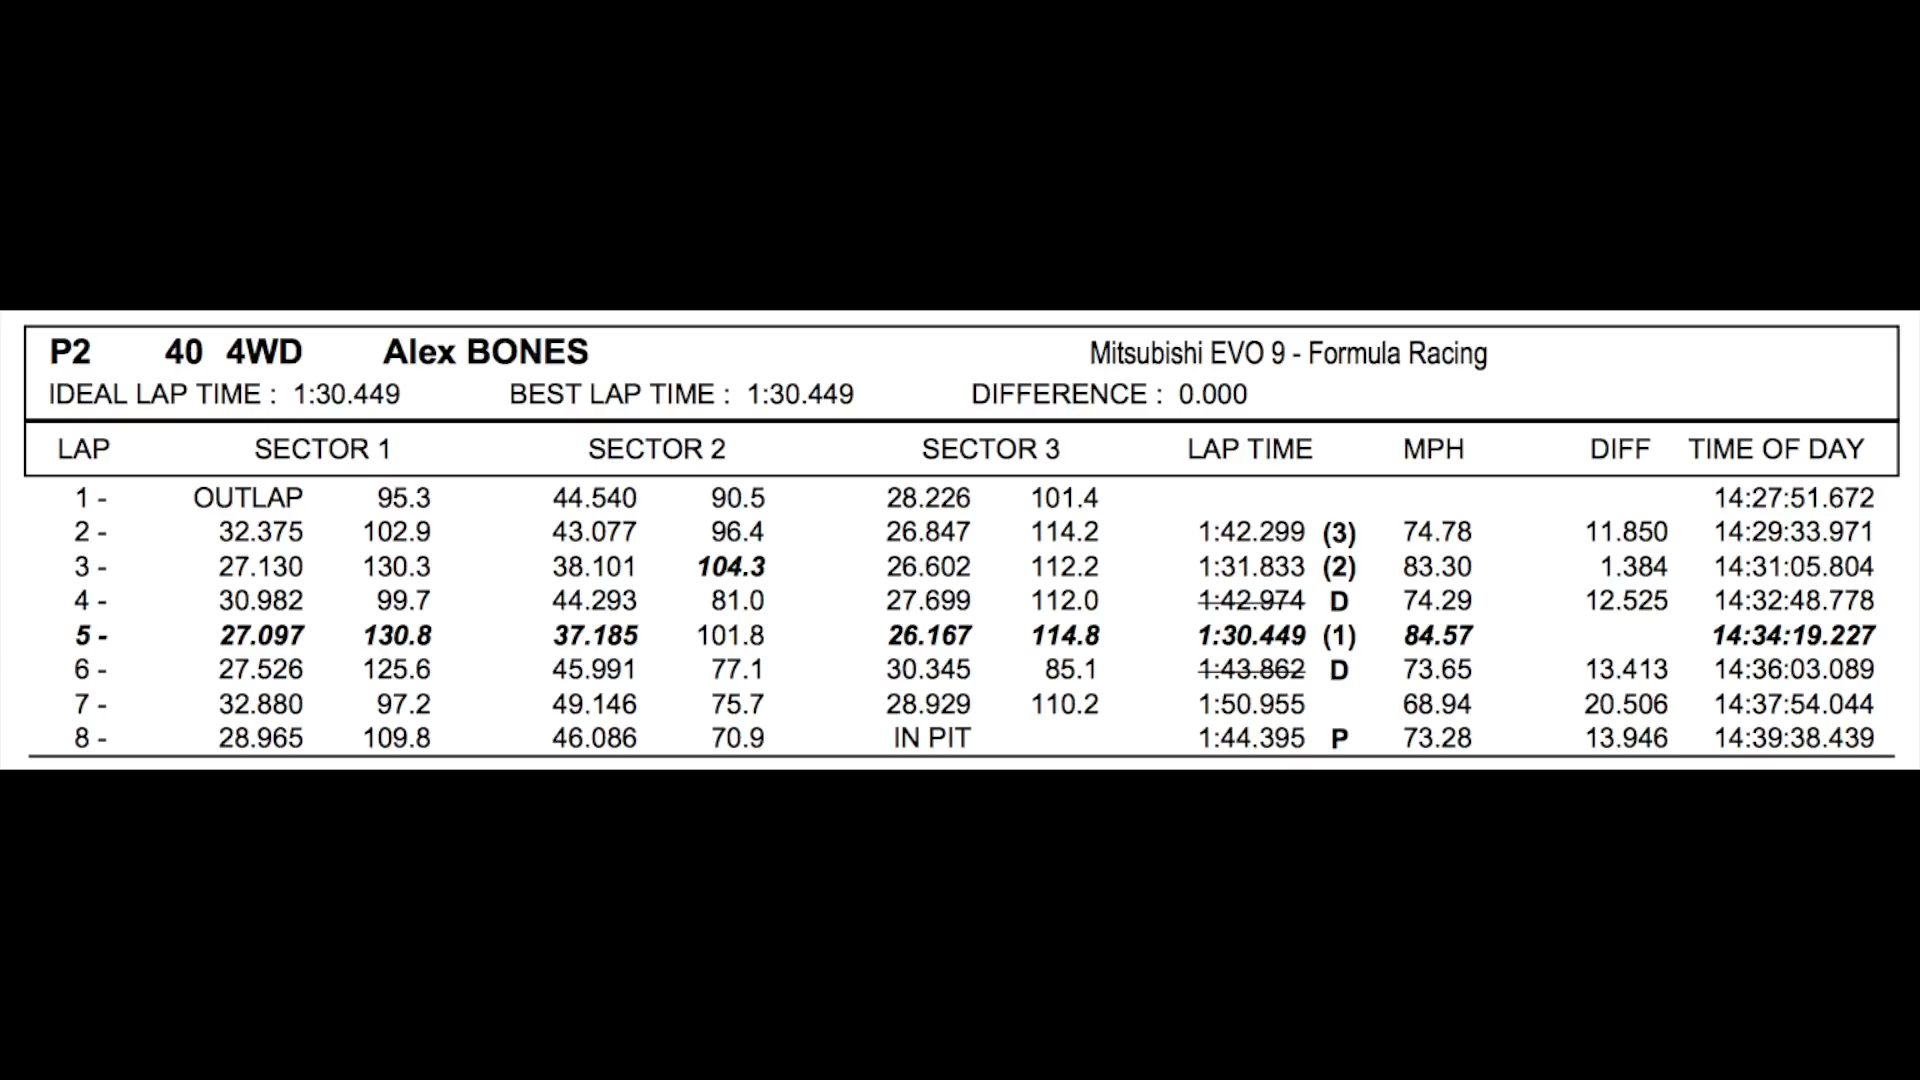 P2 40 4WD Alex BONES Mitsubishi EVO 9 - Formula Racing
IDEAL LAP TIME : 1:30.449 BEST LAP TIME : 1:30.449 DIFFERENCE : 0.000
LAP SECTOR 1 SECTOR 2 SECTOR 3 LAP TIME MPH DIFF TIME OF DAY
1 - OUTLAP 95.3 44.540 90.5 28.226 101.4 14:27:51.672
2 - 32.375 102.9 43.077 96.4 26.847 114.2 1:42.299 (3) 74.78 11.850 14:29:33.971
3 - 27.130 130.3 38.101 104.3 26.602 112.2 1:31.833 (2) 83.30 1.384 14:31:05.804
4 - 30.982 99.7 44.293 81.0 27.699 112.0 1:42.974 D 74.29 12.525 14:32:48.778
5 - 27.097 130.8 37.185 101.8 26.167 114.8 1:30.449 (1) 84.57 14:34:19.227
6 - 27.526 125.6 45.991 77.1 30.345 85.1 1:43.862 D 73.65 13.413 14:36:03.089
7 - 32.880 97.2 49.146 75.7 28.929 110.2 1:50.955 68.94 20.506 14:37:54.044
8 - 28.965 109.8 46.086 70.9 IN PIT 1:44.395 P 73.28 13.946 14:39:38.439